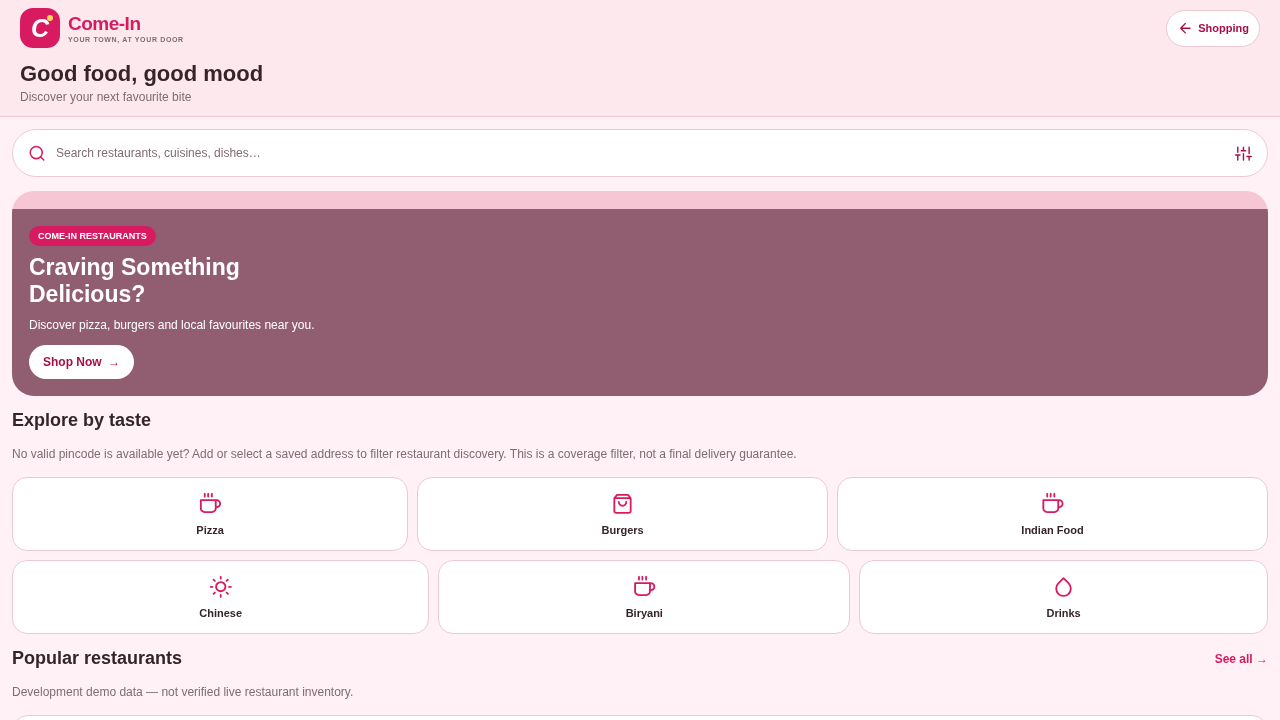 C
Come-In
YOUR TOWN, AT YOUR DOOR
← Shopping
Good food, good mood
Discover your next favourite bite
Search restaurants, cuisines, dishes…
COME-IN RESTAURANTS
Craving Something
Delicious?
Discover pizza, burgers and local favourites near you.
Shop Now →
Explore by taste
No valid pincode is available yet? Add or select a saved address to filter restaurant discovery. This is a coverage filter, not a final delivery guarantee.
Pizza
Burgers
Indian Food
Chinese
Biryani
Drinks
Popular restaurants
See all →
Development demo data — not verified live restaurant inventory.